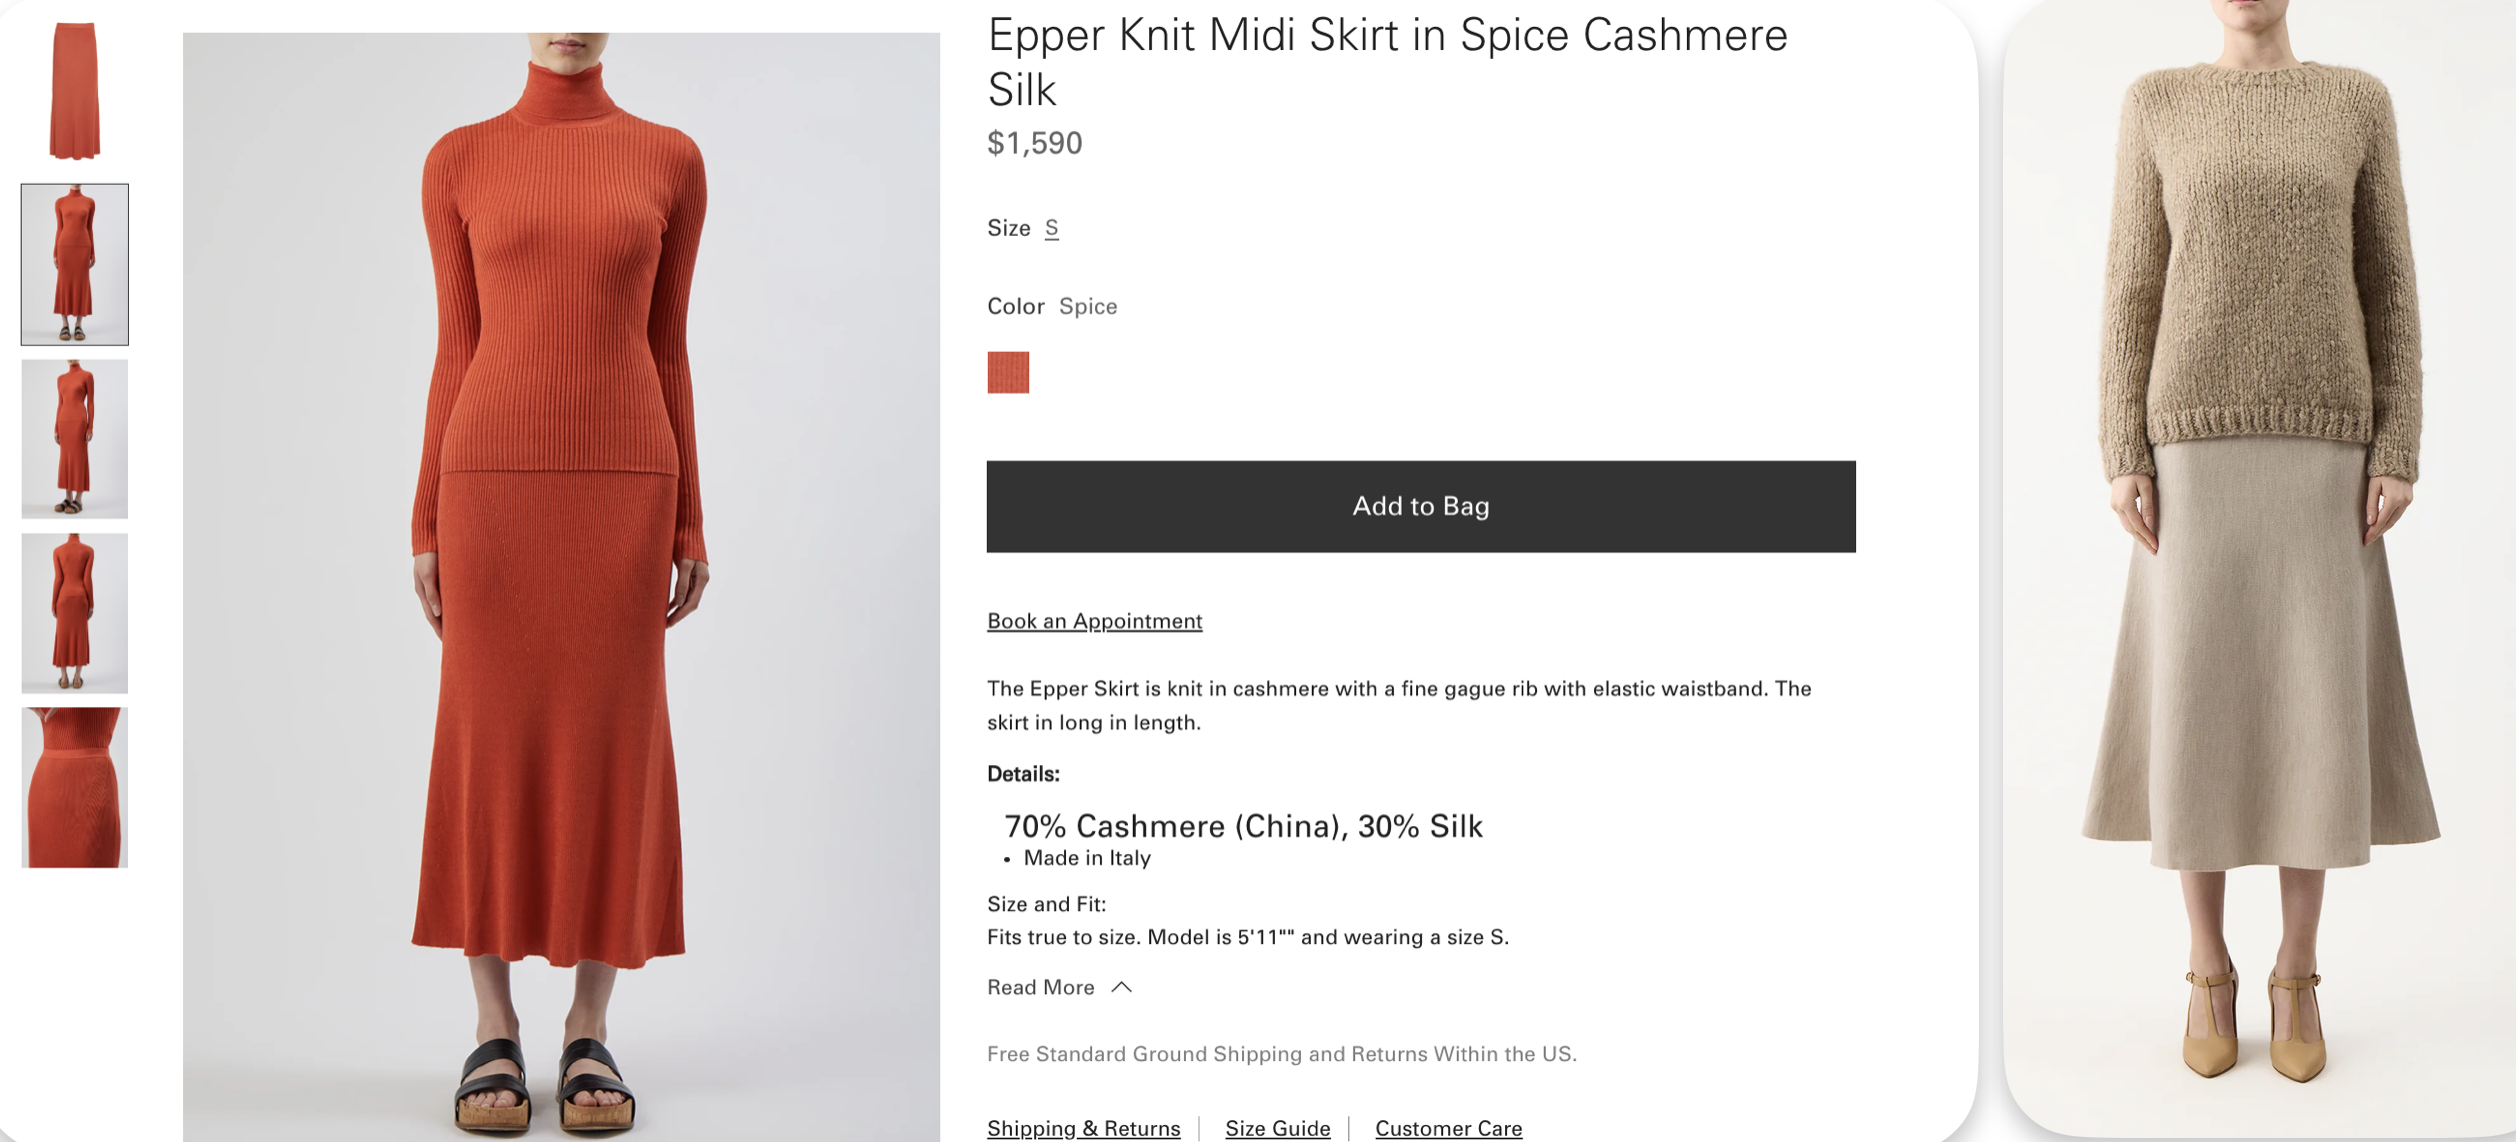 Epper Knit Midi Skirt in Spice Cashmere
Silk
$1,590
Size S
Color Spice
Add to Bag
Book an Appointment
The Epper Skirt is knit in cashmere with a fine gague rib with elastic waistband. The
skirt in long in length.
Details:
70% Cashmere (China), 30% Silk
• Made in Italy
Size and Fit:
Fits true to size. Model is 5'11"" and wearing a size S.
Read More
Free Standard Ground Shipping and Returns Within the US.
Shipping & Returns | Size Guide | Customer Care